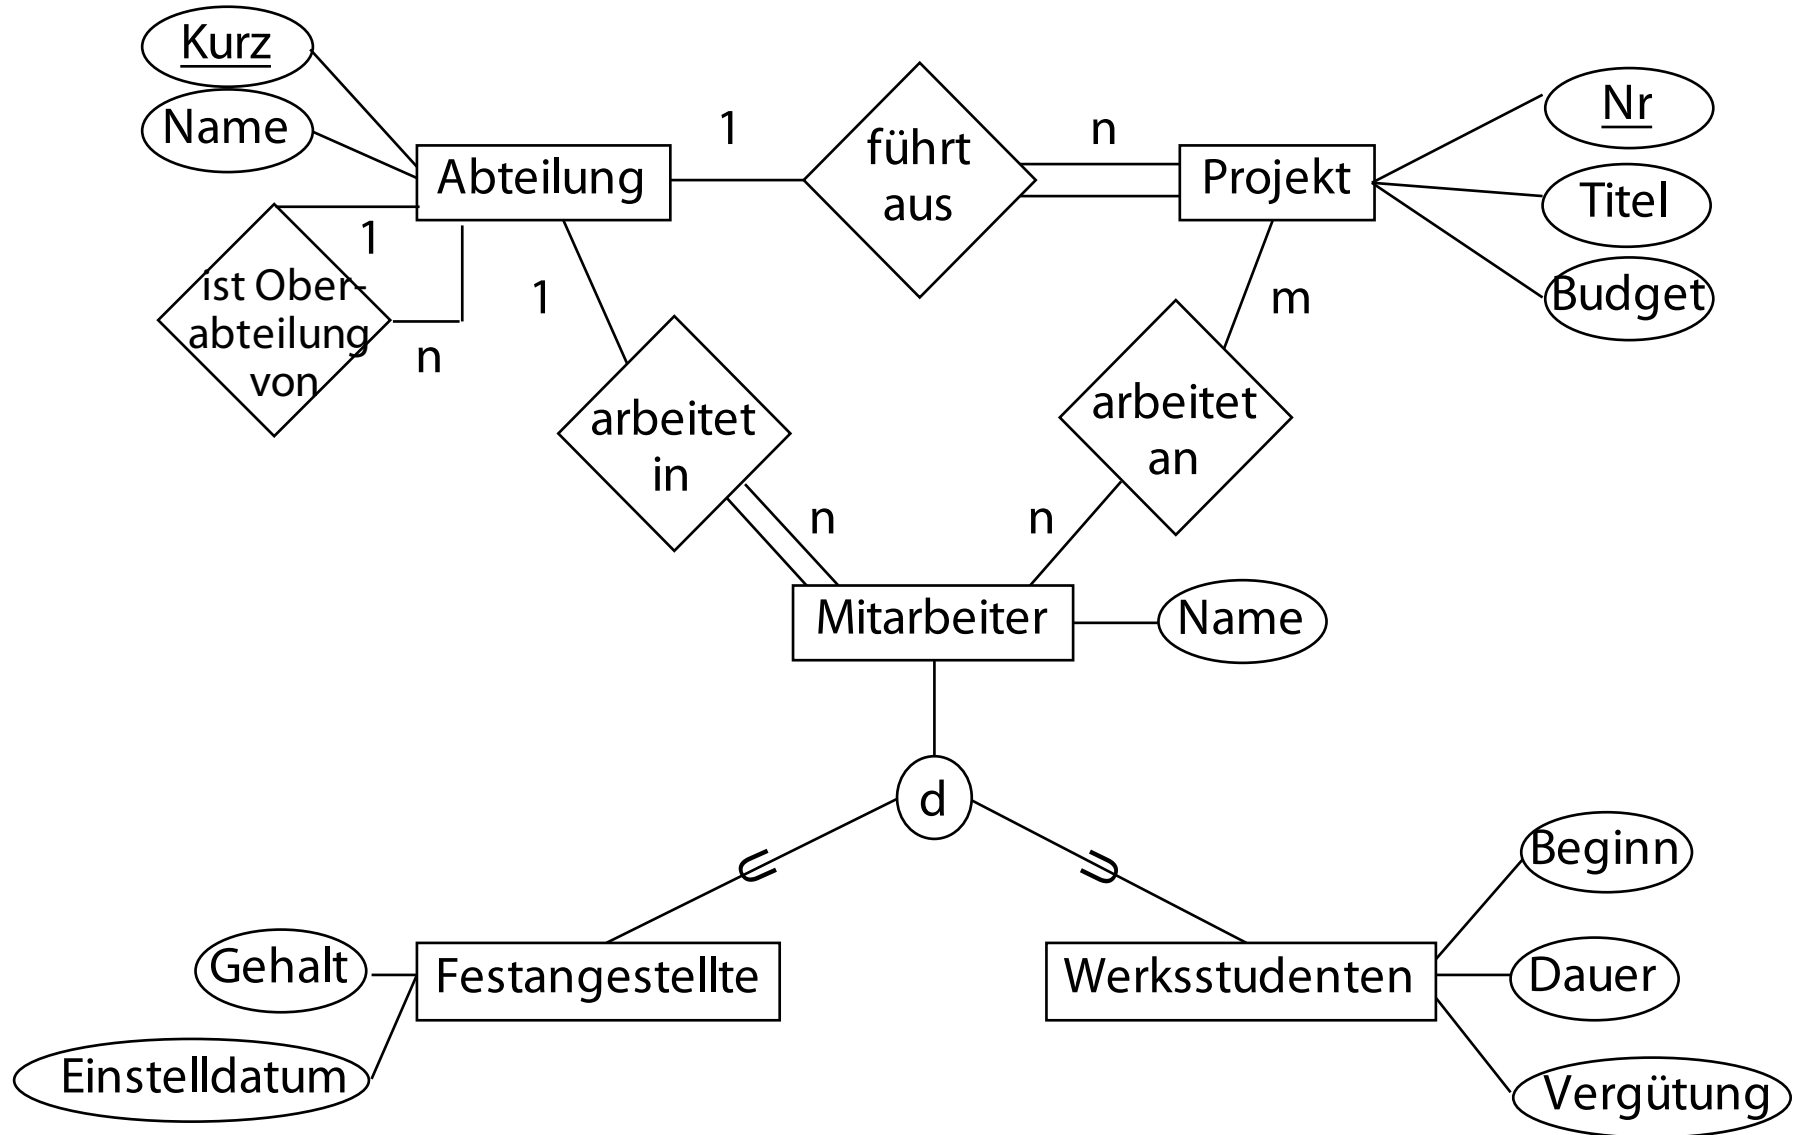 Kurz
Name
Abteilung
1
führt
aus
n
Projekt
Nr
Titel
Budget
1
ist Ober-
abteilung
von
n
1
arbeitet
in
n
m
arbeitet
an
n
Mitarbeiter
Name
d
U
U
Gehalt
Einstelldatum
Festangestellte
Werksstudenten
Beginn
Dauer
Vergütung